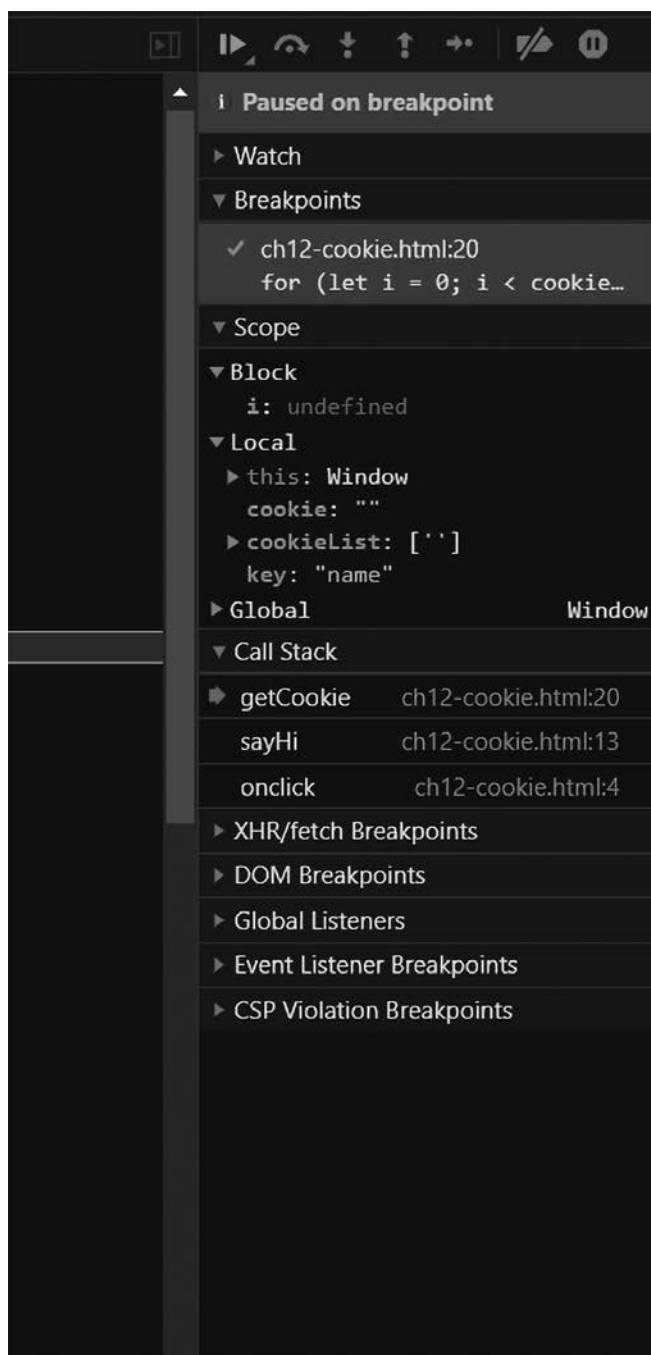 i Paused on breakpoint
Watch
Breakpoints
ch12-cookie.html:20
for (let i = 0; i < cookie…
Scope
Block
i: undefined
Local
this: Window
cookie: ""
cookieList: ['']
key: "name"
Global Window
Call Stack
getCookie ch12-cookie.html:20
sayHi ch12-cookie.html:13
onclick ch12-cookie.html:4
XHR/fetch Breakpoints
DOM Breakpoints
Global Listeners
Event Listener Breakpoints
CSP Violation Breakpoints